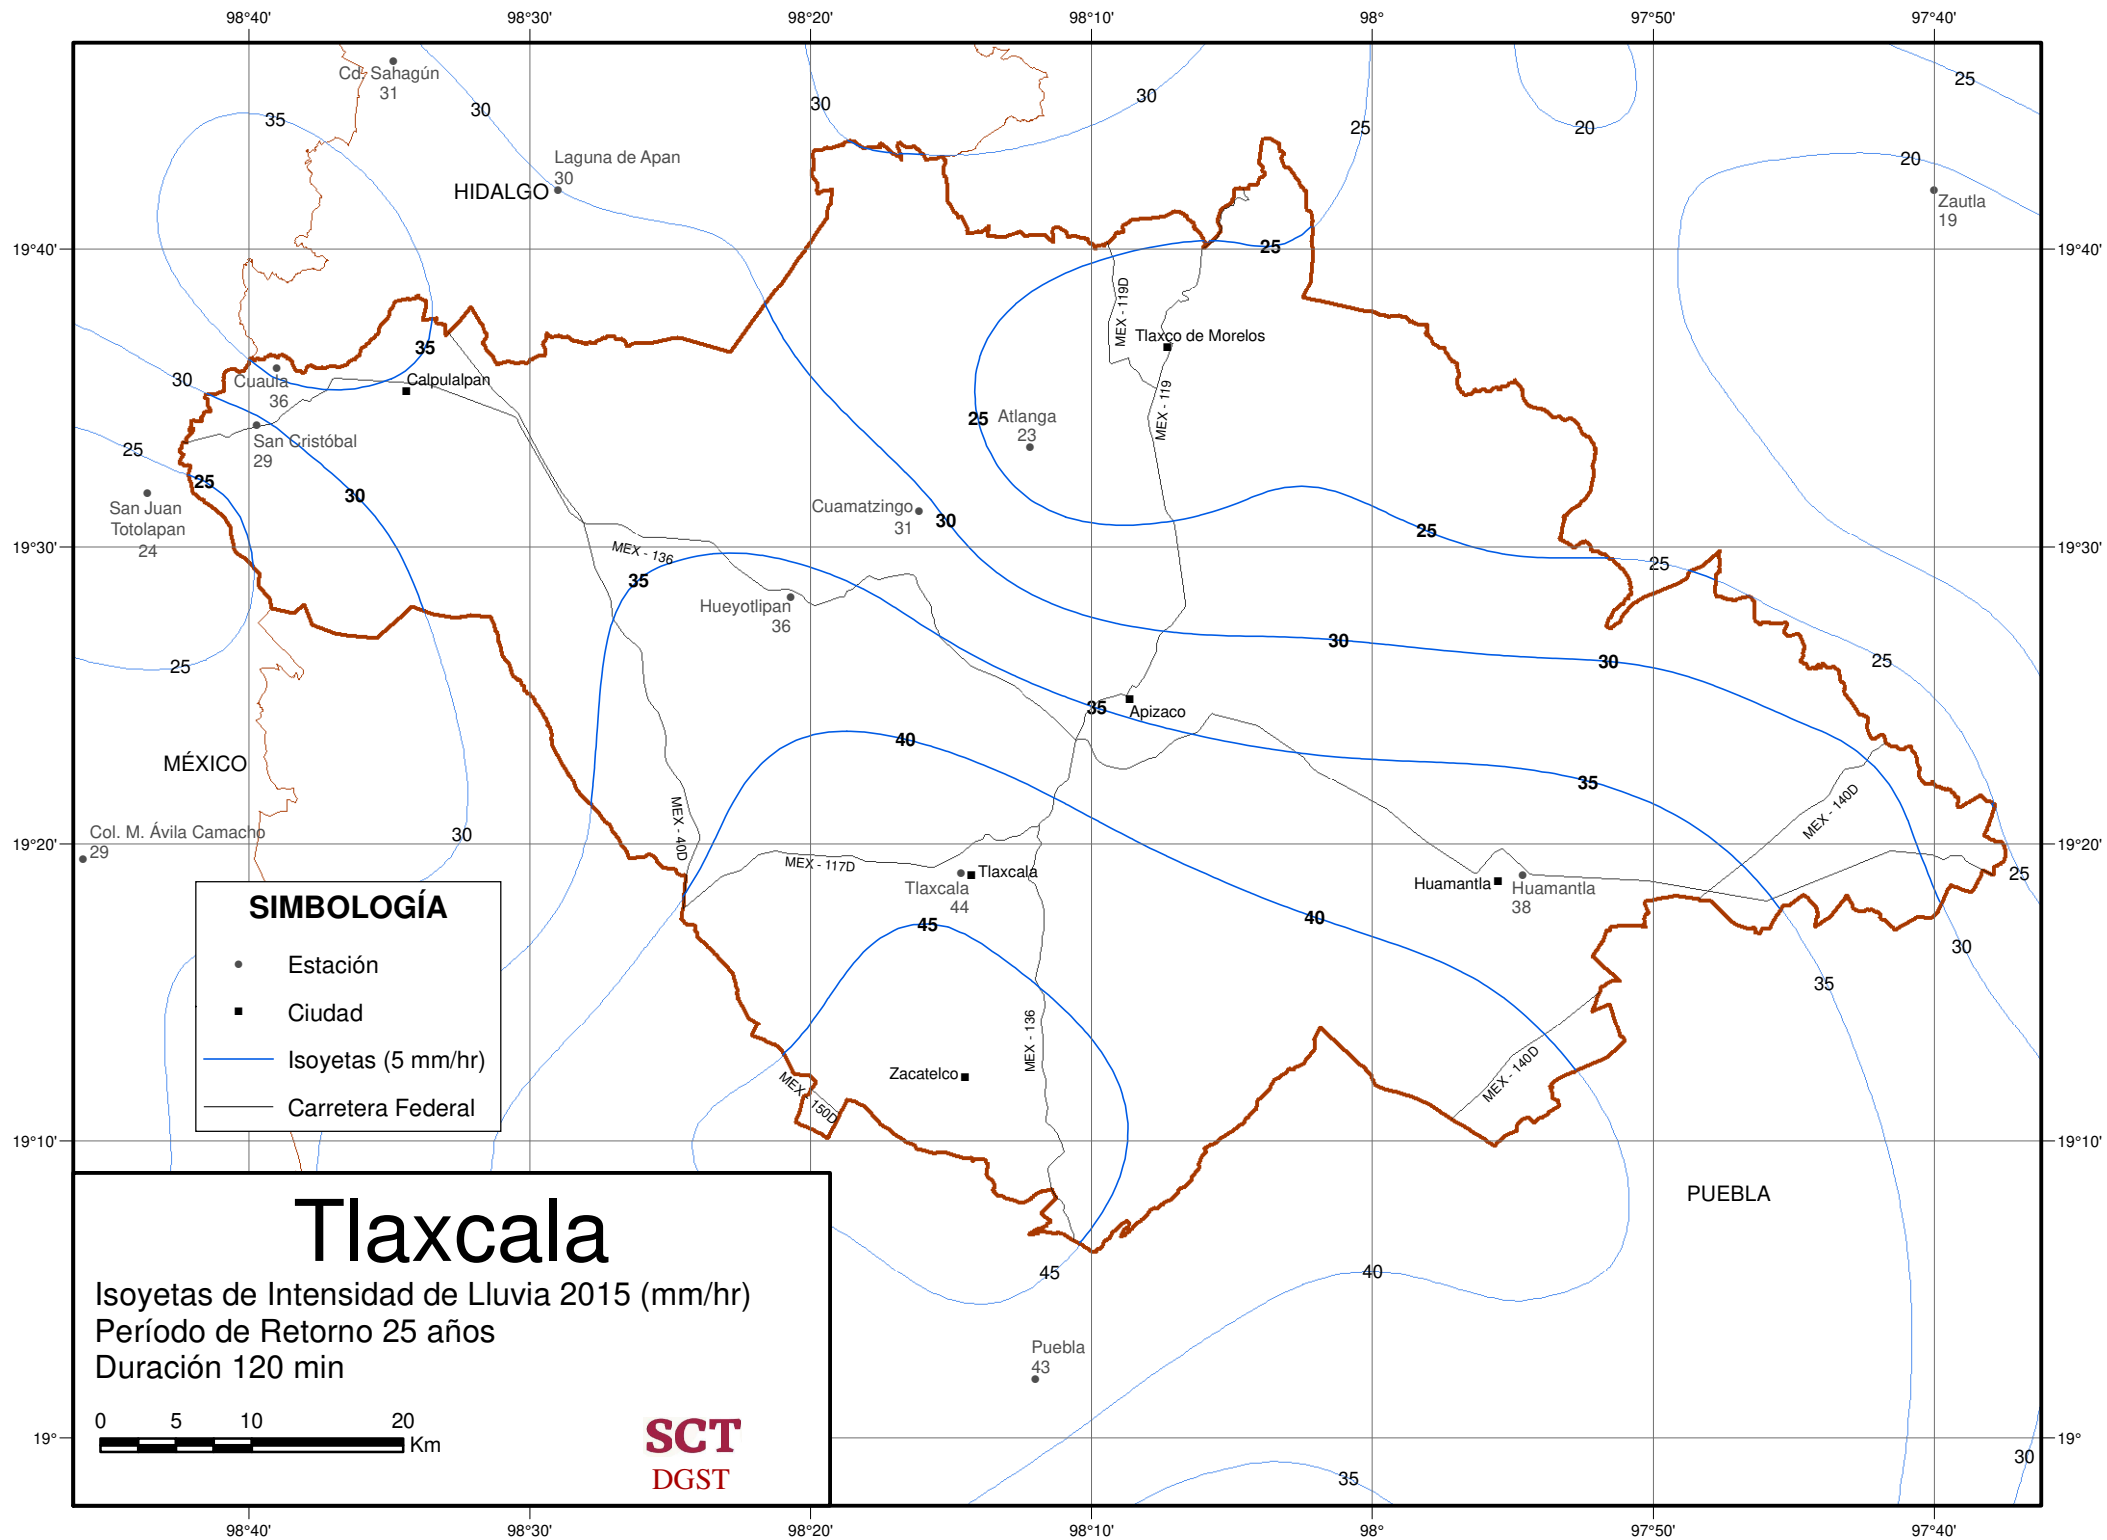 98°40' 98°30' 98°20' 98°10' 98° 97°50' 97°40'
Cd. Sahagún
31
30
30
30
25
20
25
35
Laguna de Apan
30
HIDALGO
20
Zautla
19
19°40'
19°40'
25
MEX - 119D
Tlaxco de Morelos
35
30
Cuaula
36
Calpulalpan
MEX - 119
25
Atlanga
23
25
San Cristóbal
29
25
30
San Juan
Totolapan
24
Cuamatzingo
31
30
25
19°30'
19°30'
MEX - 136
25
35
Hueyotlipan
36
30
30
25
25
35
Apizaco
40
MÉXICO
35
MEX - 140D
MEX - 40D
Col. M. Ávila Camacho
29
30
19°20'
19°20'
MEX - 117D
Tlaxcala
Tlaxcala
44
Huamantla
Huamantla
38
25
45
40
30
35
SIMBOLOGÍA
Estación
Ciudad
Isoyetas (5 mm/hr)
Carretera Federal
MEX - 136
Zacatelco
MEX - 150D
MEX - 140D
19°10'
19°10'
PUEBLA
45
40
Puebla
43
Tlaxcala
Isoyetas de Intensidad de Lluvia 2015 (mm/hr)
Período de Retorno 25 años
Duración 120 min
0 5 10 20
Km
SCT
DGST
19°
19°
35
30
98°40' 98°30' 98°20' 98°10' 98° 97°50' 97°40'